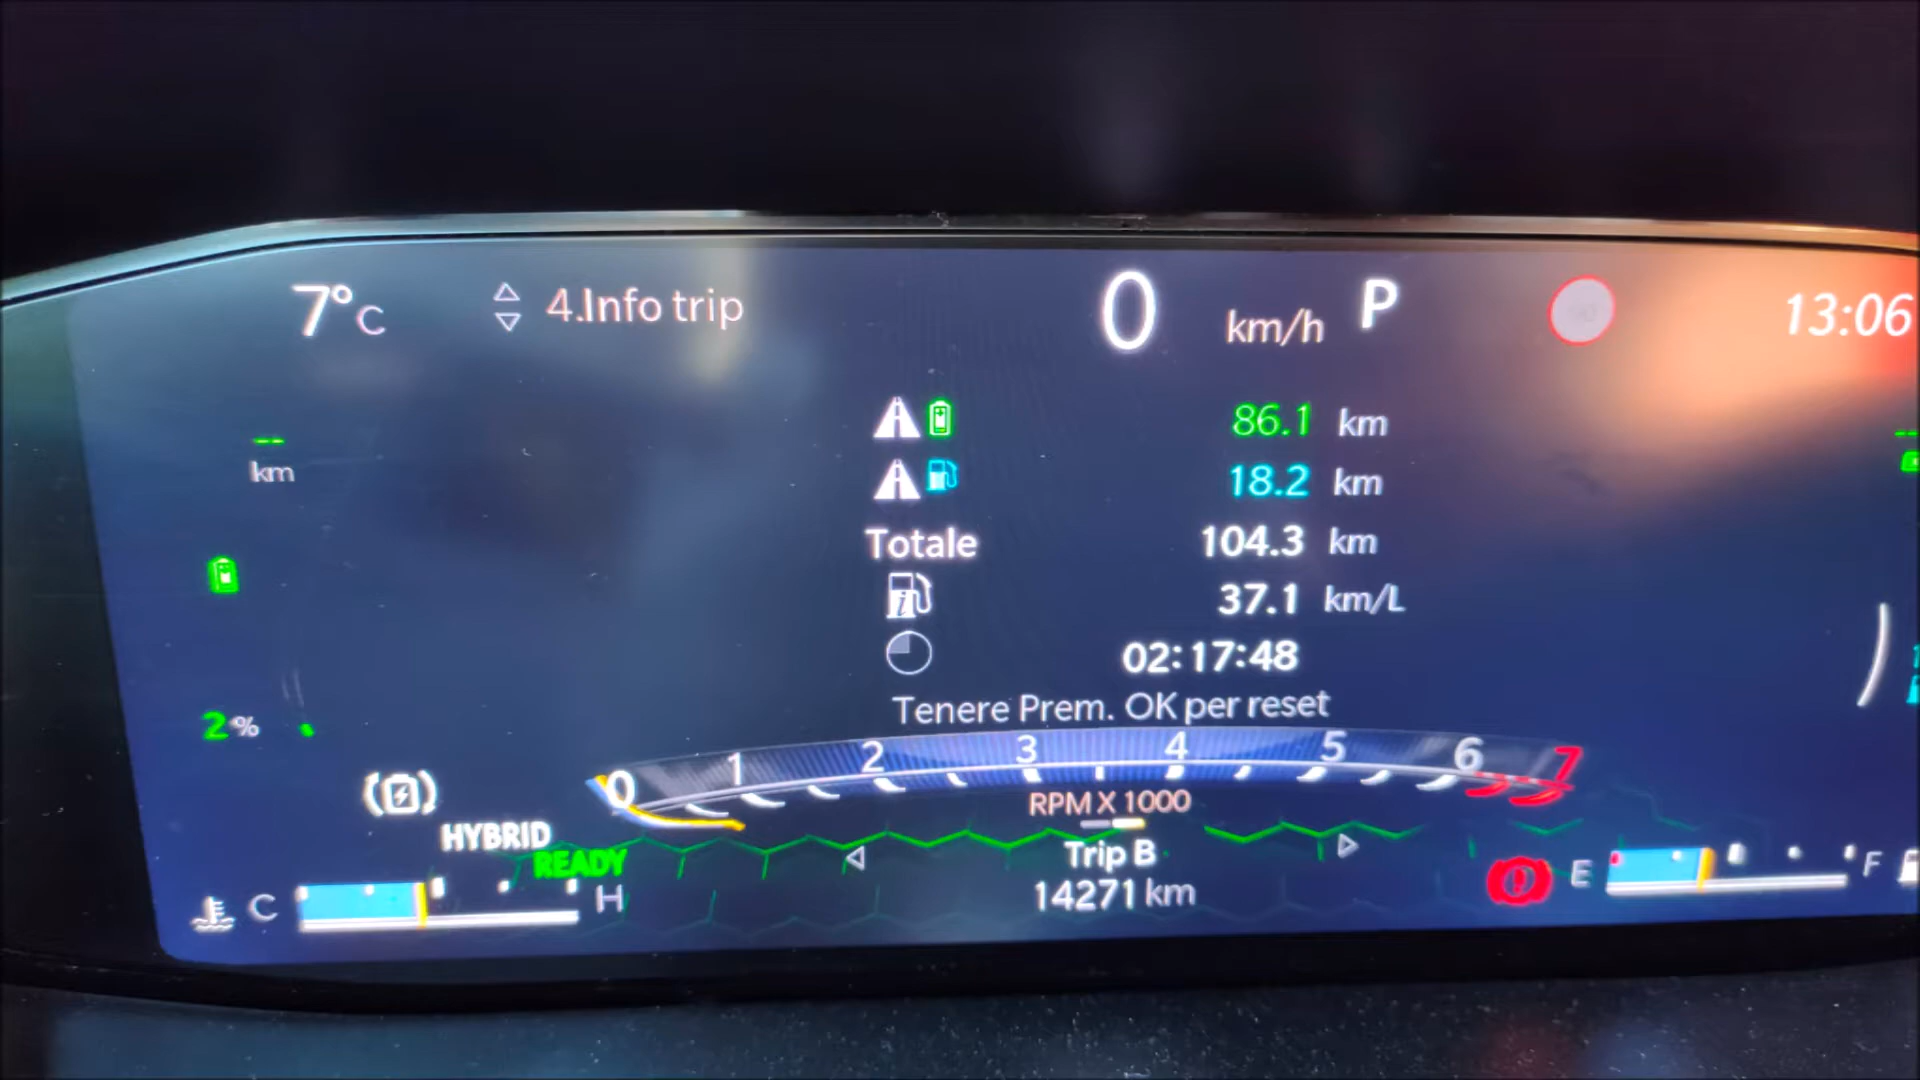 7°C 4.Info trip 0 km/h P 13:06
86.1 km
-- km
18.2 km
Totale 104.3 km
37.1 km/L
02:17:48
2%
Tenere Prem. OK per reset
0 1 2 3 4 5 6 7
RPM X 1000
HYBRID
READY
Trip B
C H
14271 km
E F